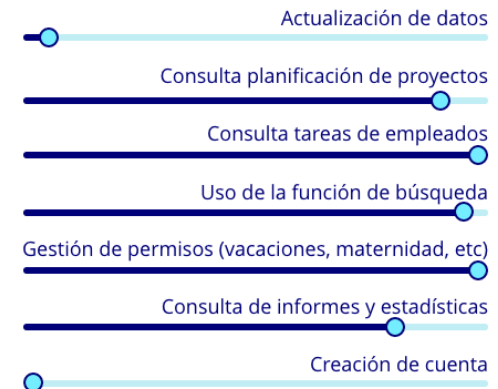 Actualización de datos
Consulta planificación de proyectos
Consulta tareas de empleados
Uso de la función de búsqueda
Gestión de permisos (vacaciones, maternidad, etc)
Consulta de informes y estadísticas
Creación de cuenta